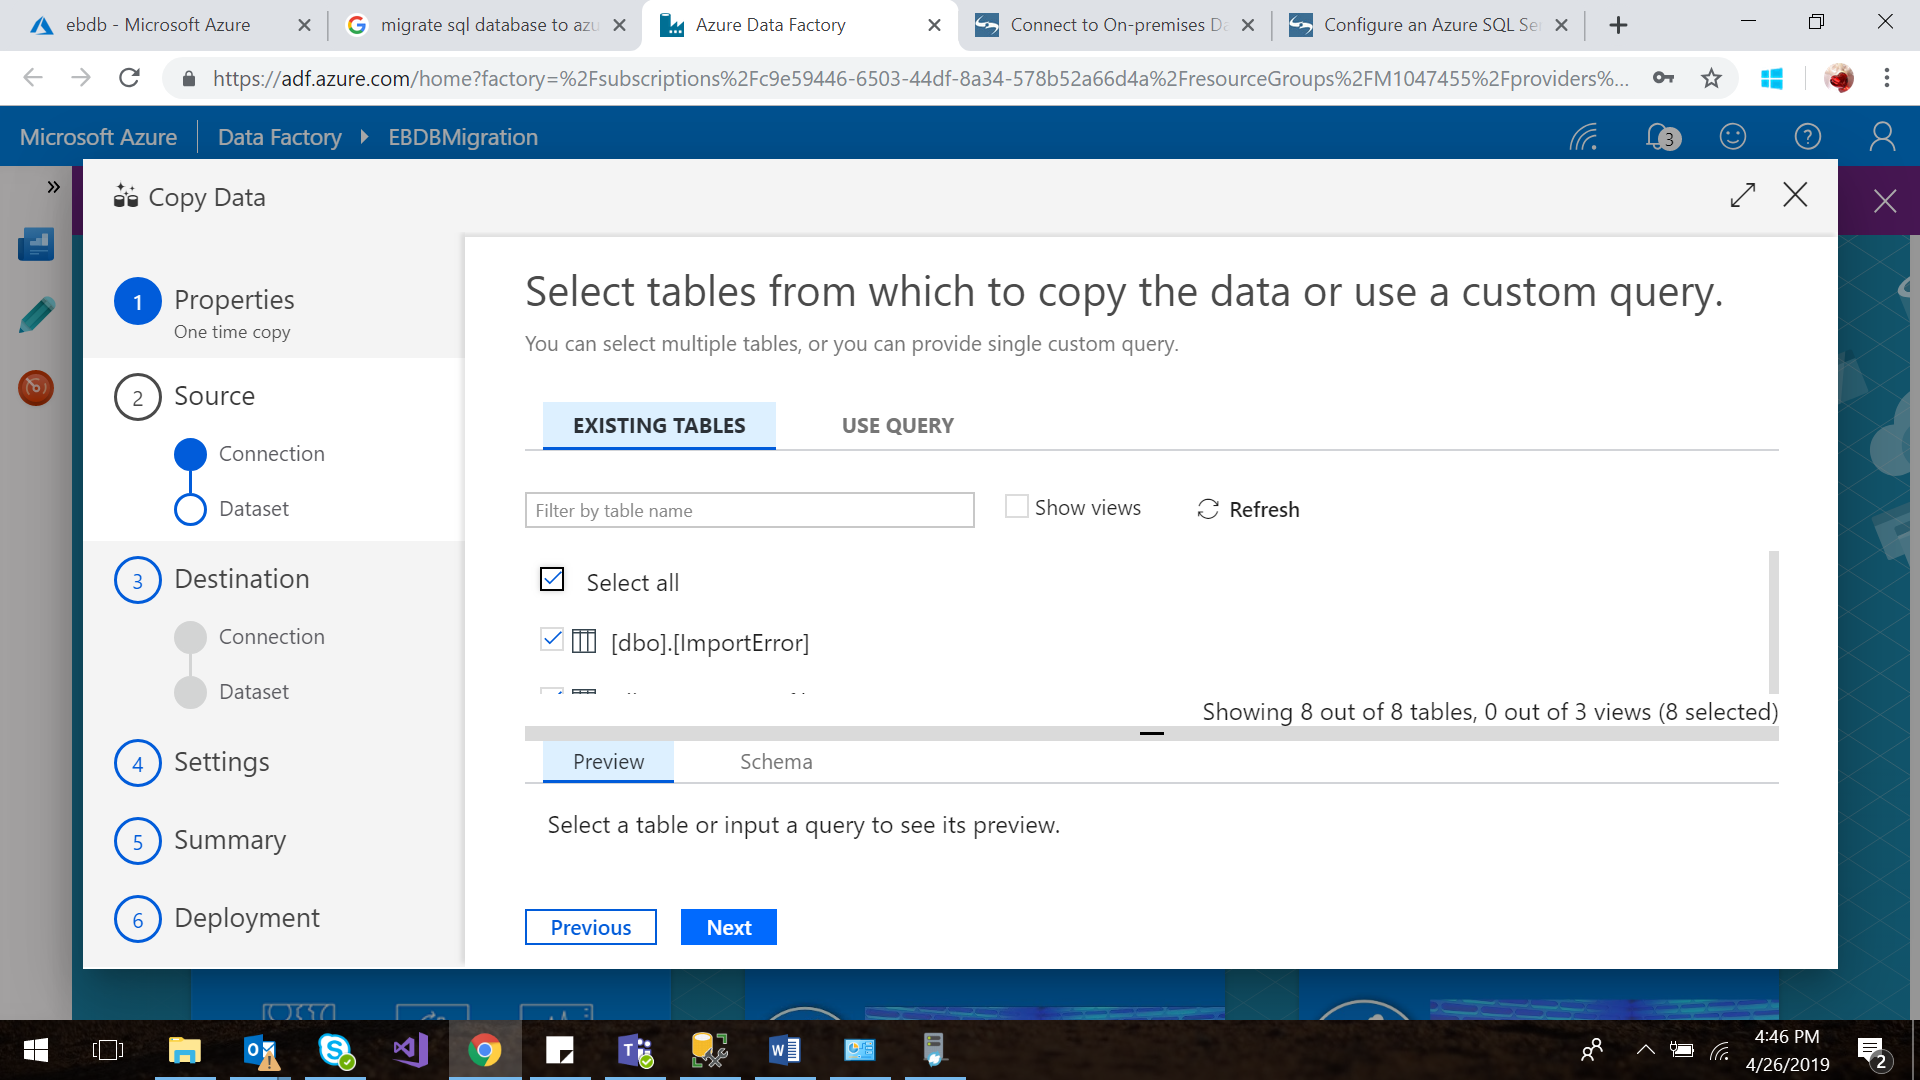 ebdb - Microsoft Azure
migrate sql database to azu
Azure Data Factory
Connect to On-premises Da
Configure an Azure SQL Ser
https://adf.azure.com/home?factory=%2Fsubscriptions%2Fc9e59446-6503-44df-8a34-578b52a66d4a%2FresourceGroups%2FM1047455%2Fproviders%...
Microsoft Azure
Data Factory
EBDBMigration
3
Copy Data
1 Properties
One time copy
2 Source
Connection
Dataset
3 Destination
Connection
Dataset
4 Settings
5 Summary
6 Deployment
Select tables from which to copy the data or use a custom query.
You can select multiple tables, or you can provide single custom query.
EXISTING TABLES
USE QUERY
Filter by table name
Show views
Refresh
Select all
[dbo].[ImportError]
Showing 8 out of 8 tables, 0 out of 3 views (8 selected)
Preview
Schema
Select a table or input a query to see its preview.
Previous
Next
4:46 PM
4/26/2019
2